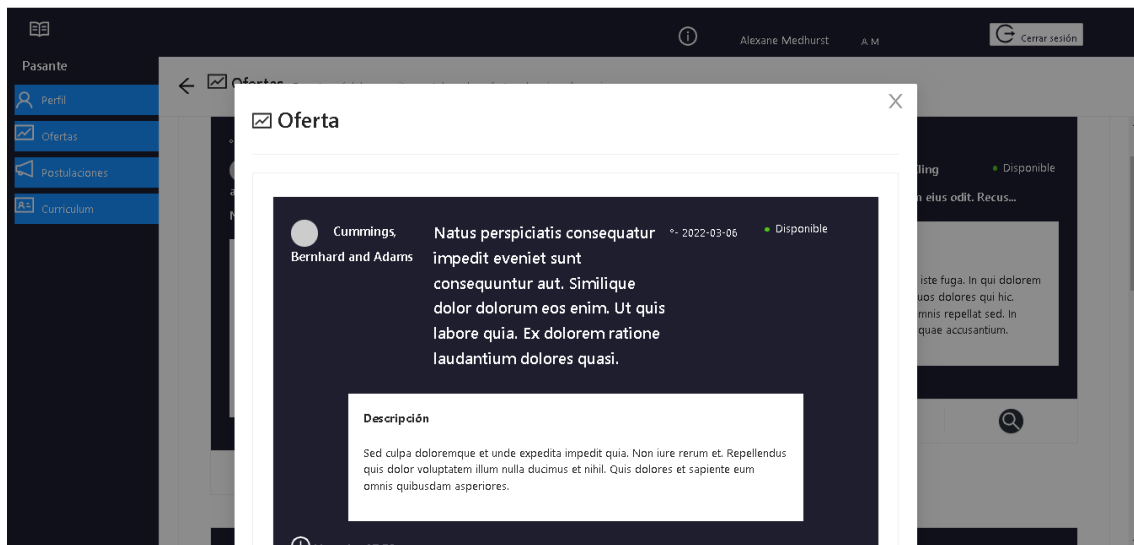 Alexane Medhurst
A M
Cerrar sesión
Pasante
Perfil
Ofertas
Postulaciones
Curriculum
Ofertas
Oferta
Cummings,
Bernhard and Adams
Natus perspiciatis consequatur
impedit eveniet sunt
consequuntur aut. Similique
dolor dolorum eos enim. Ut quis
labore quia. Ex dolorem ratione
laudantium dolores quasi.
°- 2022-03-06
Disponible
Descripción
Sed culpa doloremque et unde expedita impedit quia. Non iure rerum et. Repellendus
quis dolor voluptatem illum nulla ducimus et nihil. Quis dolores et sapiente eum
omnis quibusdam asperiores.
Disponible
eius odit. Recus...
iste fuga. In qui dolorem
dolores qui hic.
repellat sed. In
quae accusantium.